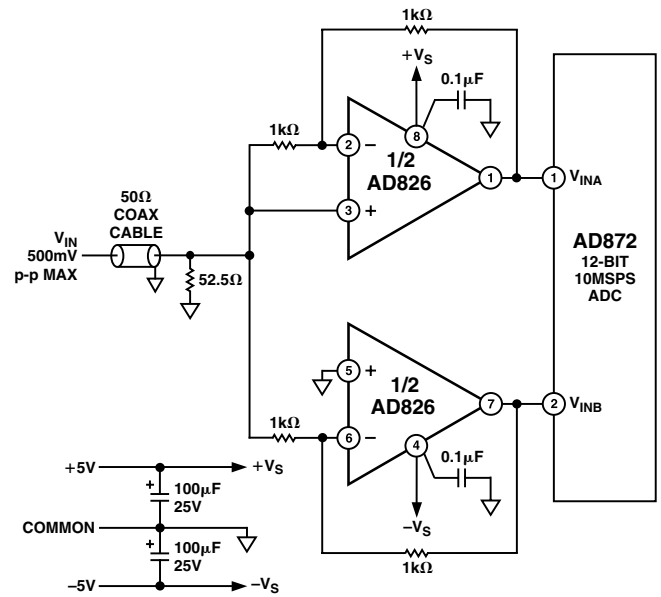 1kΩ
+VS
0.1μF
1kΩ
8
2
–
1/2
AD826
1
1
VINA
3
+
50Ω
COAX
CABLE
VIN
500mV
p-p MAX
52.5Ω
AD872
12-BIT
10MSPS
ADC
5
+
1/2
AD826
7
2
VINB
1kΩ
6
–
4
0.1μF
–VS
1kΩ
+5V
+VS
+
100μF
25V
COMMON
+
100μF
25V
–5V
–VS